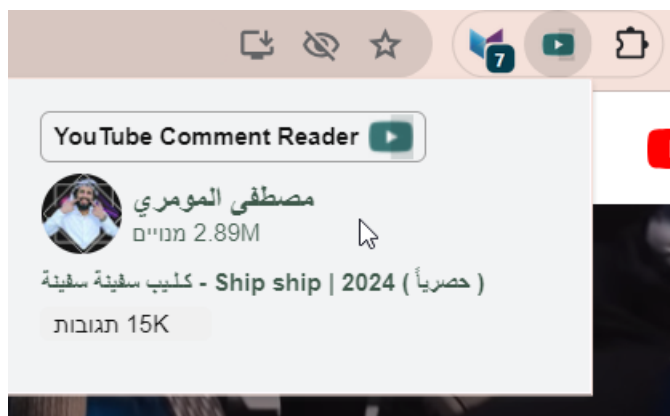 7
YouTube Comment Reader
مصطفى المومري
2.89M מנויים
( حصرياً ) Ship ship | 2024 - كليب سفينة سفينة
15K תגובות